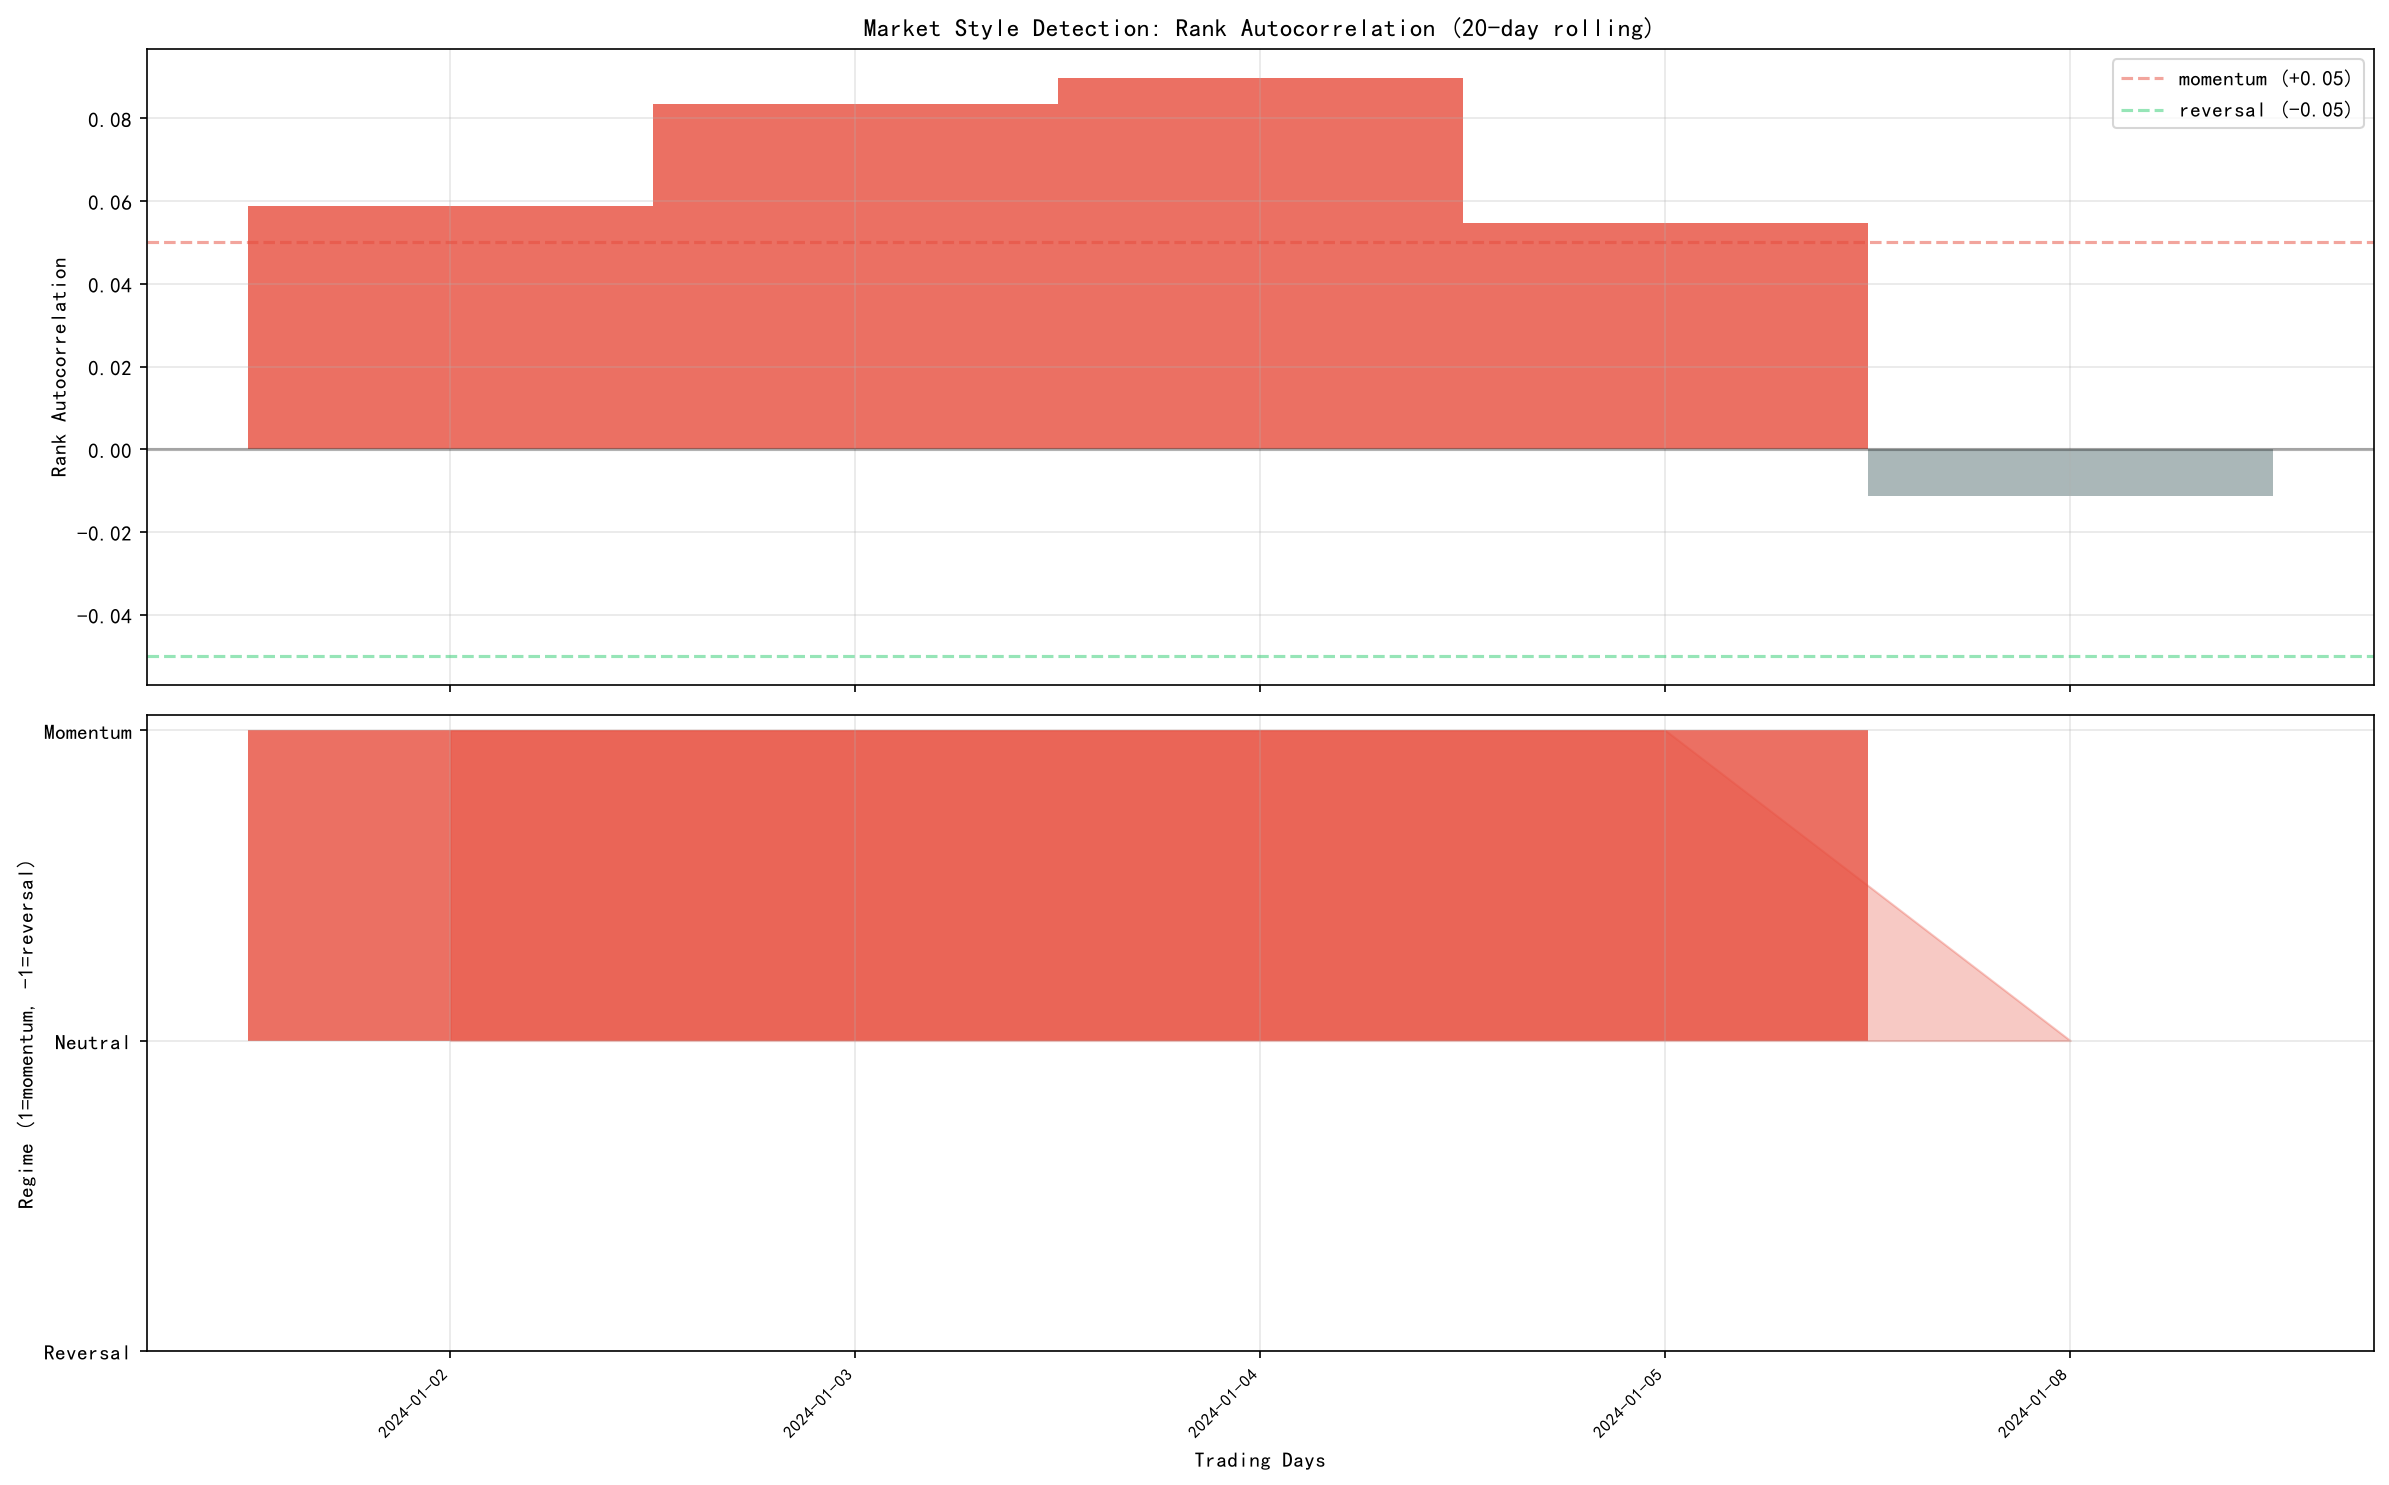 Market Style Detection: Rank Autocorrelation (20-day rolling)
momentum (+0.05)
reversal (-0.05)
Rank Autocorrelation
0.08
0.06
0.04
0.02
0.00
-0.02
-0.04
Regime (1=momentum, -1=reversal)
Momentum
Neutral
Reversal
2024-01-02
2024-01-03
2024-01-04
2024-01-05
2024-01-08
Trading Days